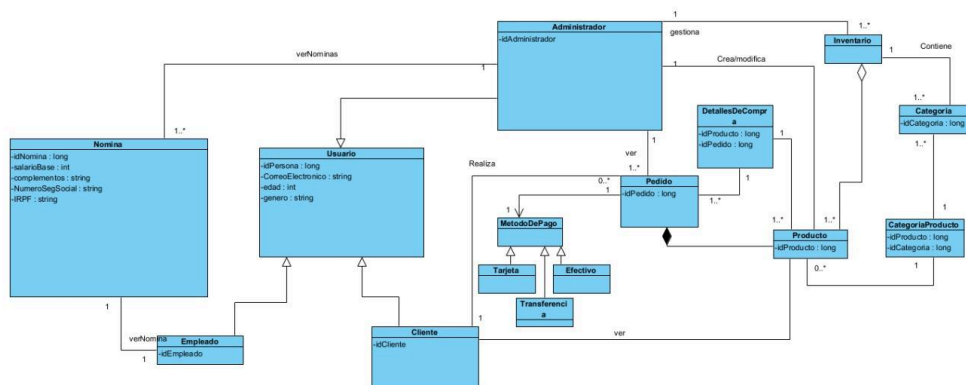 Administrador
-idAdministrador
1
gestiona
1..*
Inventario
1
Contiene
1
Crea/modifica
verNominas
1
1
ver
1..*
DetallesDeCompr
a
-idProducto : long
-idPedido : long
1
1..*
Categoria
-idCategoria : long
1..*
1..*
Nomina
-idNomina : long
-salarioBase : int
-complementos : string
-NumeroSegSocial : string
-IRPF : string
Usuario
-idPersona : long
-CorreoElectronico : string
-edad : int
-genero : string
Realiza
0..*
Pedido
-idPedido : long
1
1
1..*
1
MetodoDePago
Tarjeta
Efectivo
Transferenci
a
1..*
1..*
Producto
-idProducto : long
0..*
1
CategoriaProducto
-idProducto : long
-idCategoria : long
1
1
verNomina
1
Empleado
-idEmpleado
1
Cliente
-idCliente
1
ver